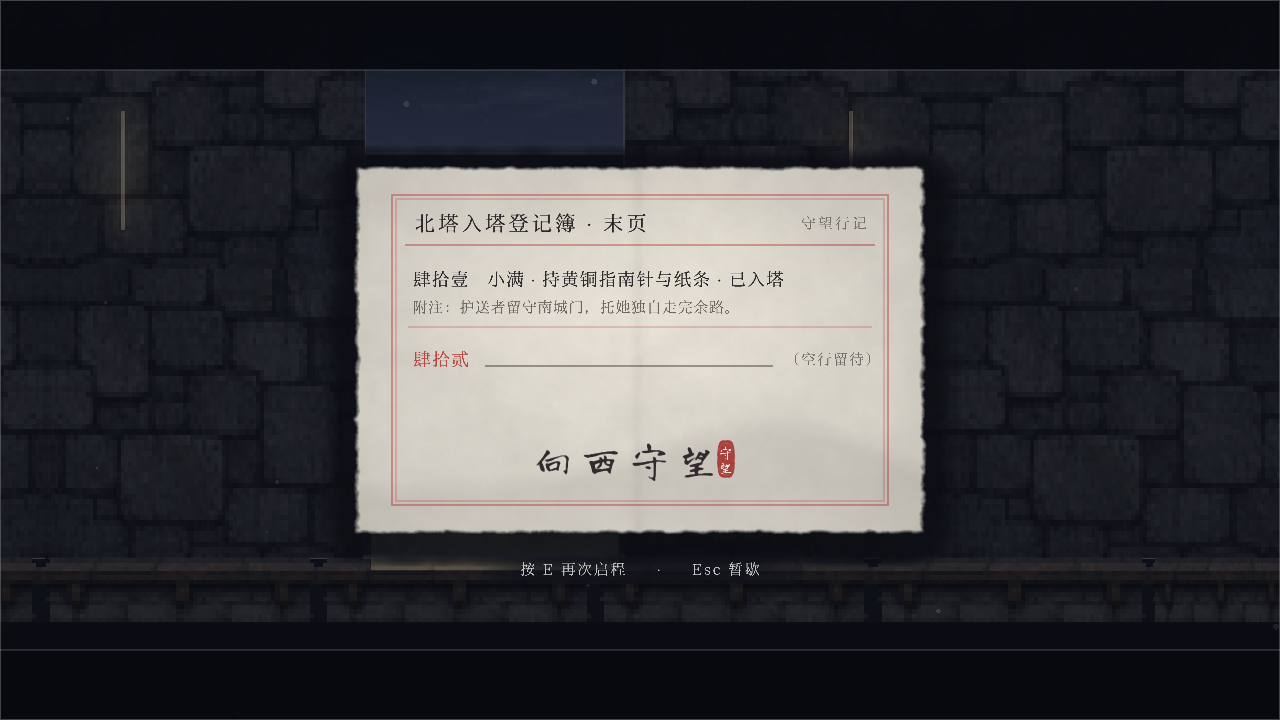 北塔入塔登记簿 · 末页
守望行记
肆拾壹 小满 · 持黄铜指南针与纸条 · 已入塔
附注：护送者留守南城门，托她独自走完余路。
肆拾贰
（空行留待）
向西守望
守望
按 E 再次启程 · Esc 暂歇